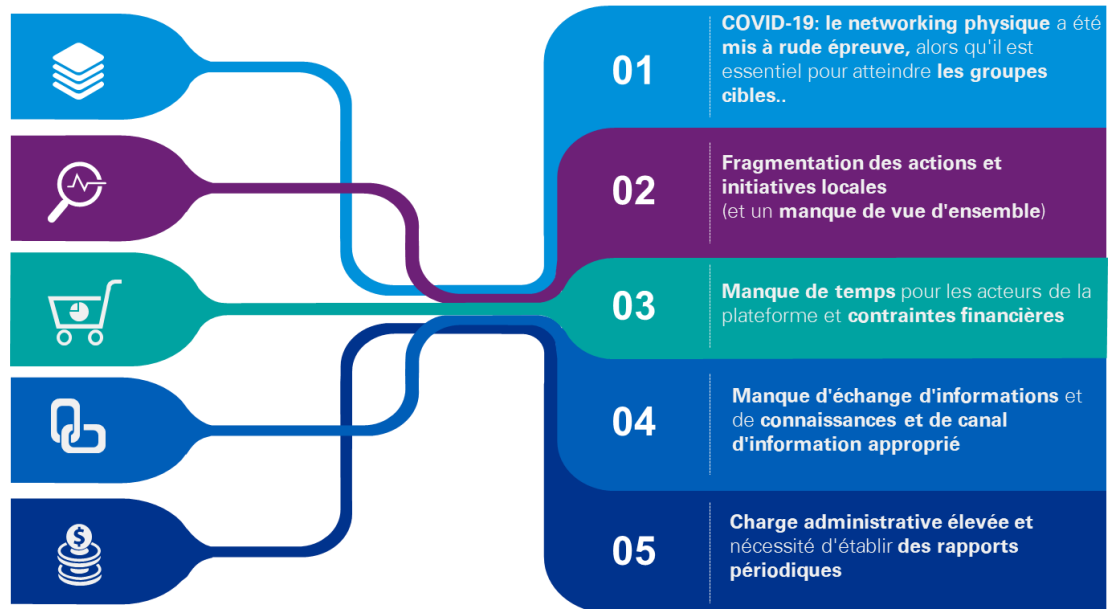 01
COVID-19: le networking physique a été
mis à rude épreuve, alors qu'il est
essentiel pour atteindre les groupes
cibles..
02
Fragmentation des actions et
initiatives locales
(et un manque de vue d'ensemble)
03
Manque de temps pour les acteurs de la
plateforme et contraintes financières
04
Manque d'échange d'informations et
de connaissances et de canal
d'information approprié
$
05
Charge administrative élevée et
nécessité d'établir des rapports
périodiques